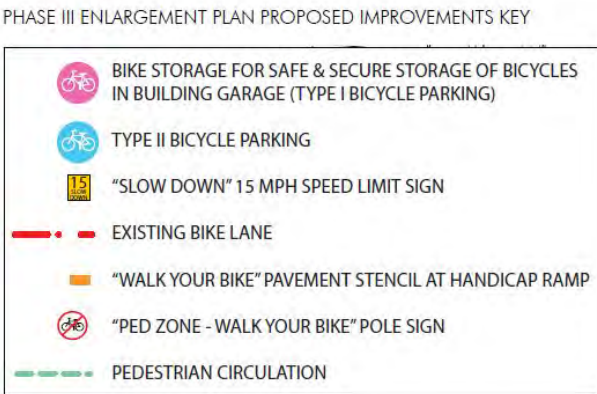 PHASE III ENLARGEMENT PLAN PROPOSED IMPROVEMENTS KEY
BIKE STORAGE FOR SAFE & SECURE STORAGE OF BICYCLES
IN BUILDING GARAGE (TYPE I BICYCLE PARKING)
TYPE II BICYCLE PARKING
15
SLOW
DOWN
“SLOW DOWN” 15 MPH SPEED LIMIT SIGN
EXISTING BIKE LANE
“WALK YOUR BIKE” PAVEMENT STENCIL AT HANDICAP RAMP
“PED ZONE - WALK YOUR BIKE” POLE SIGN
PEDESTRIAN CIRCULATION